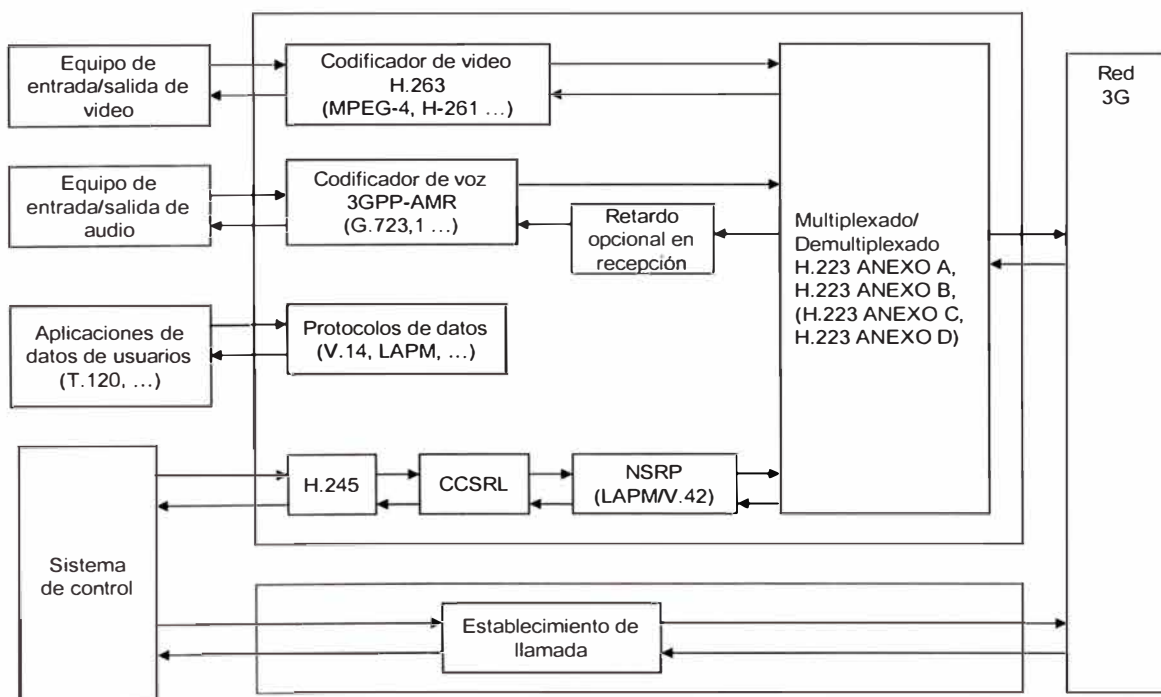 Equipo de
entrada/salida de
video
Codificador de video
H.263
(MPEG-4, H-261 ...)
Red
3G
Equipo de
entrada/salida de
audio
Codificador de voz
3GPP-AMR
(G.723,1 ...)
Retardo
opcional en
recepción
Multiplexado/
Demultiplexado
H.223 ANEXO A,
H.223 ANEXO B,
(H.223 ANEXO C,
H.223 ANEXO D)
Aplicaciones de
datos de usuarios
(T.120, ...)
Protocolos de datos
(V.14, LAPM, ...)
H.245
CCSRL
NSRP
(LAPM/V.42)
Sistema
de control
Establecimiento de
llamada